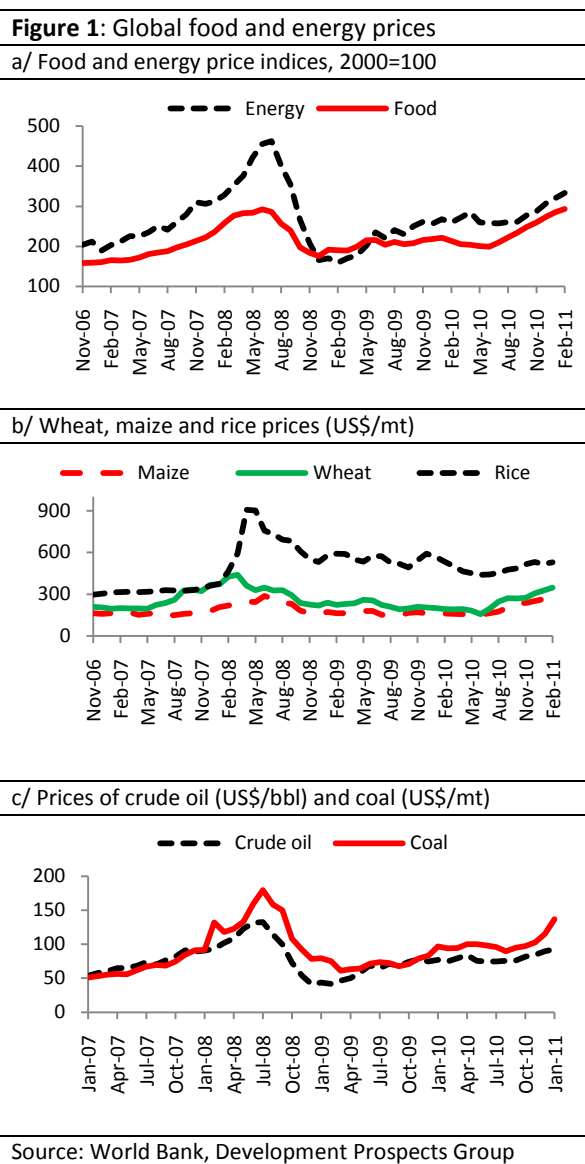 Figure 1: Global food and energy prices
a/ Food and energy price indices, 2000=100
Energy Food
500
400
300
200
100
Nov-06 Feb-07 May-07 Aug-07 Nov-07 Feb-08 May-08 Aug-08 Nov-08 Feb-09 May-09 Aug-09 Nov-09 Feb-10 May-10 Aug-10 Nov-10 Feb-11
b/ Wheat, maize and rice prices (US$/mt)
Maize Wheat Rice
900
600
300
0
Nov-06 Feb-07 May-07 Aug-07 Nov-07 Feb-08 May-08 Aug-08 Nov-08 Feb-09 May-09 Aug-09 Nov-09 Feb-10 May-10 Aug-10 Nov-10 Feb-11
c/ Prices of crude oil (US$/bbl) and coal (US$/mt)
Crude oil Coal
200
150
100
50
0
Jan-07 Apr-07 Jul-07 Oct-07 Jan-08 Apr-08 Jul-08 Oct-08 Jan-09 Apr-09 Jul-09 Oct-09 Jan-10 Apr-10 Jul-10 Oct-10 Jan-11
Source: World Bank, Development Prospects Group